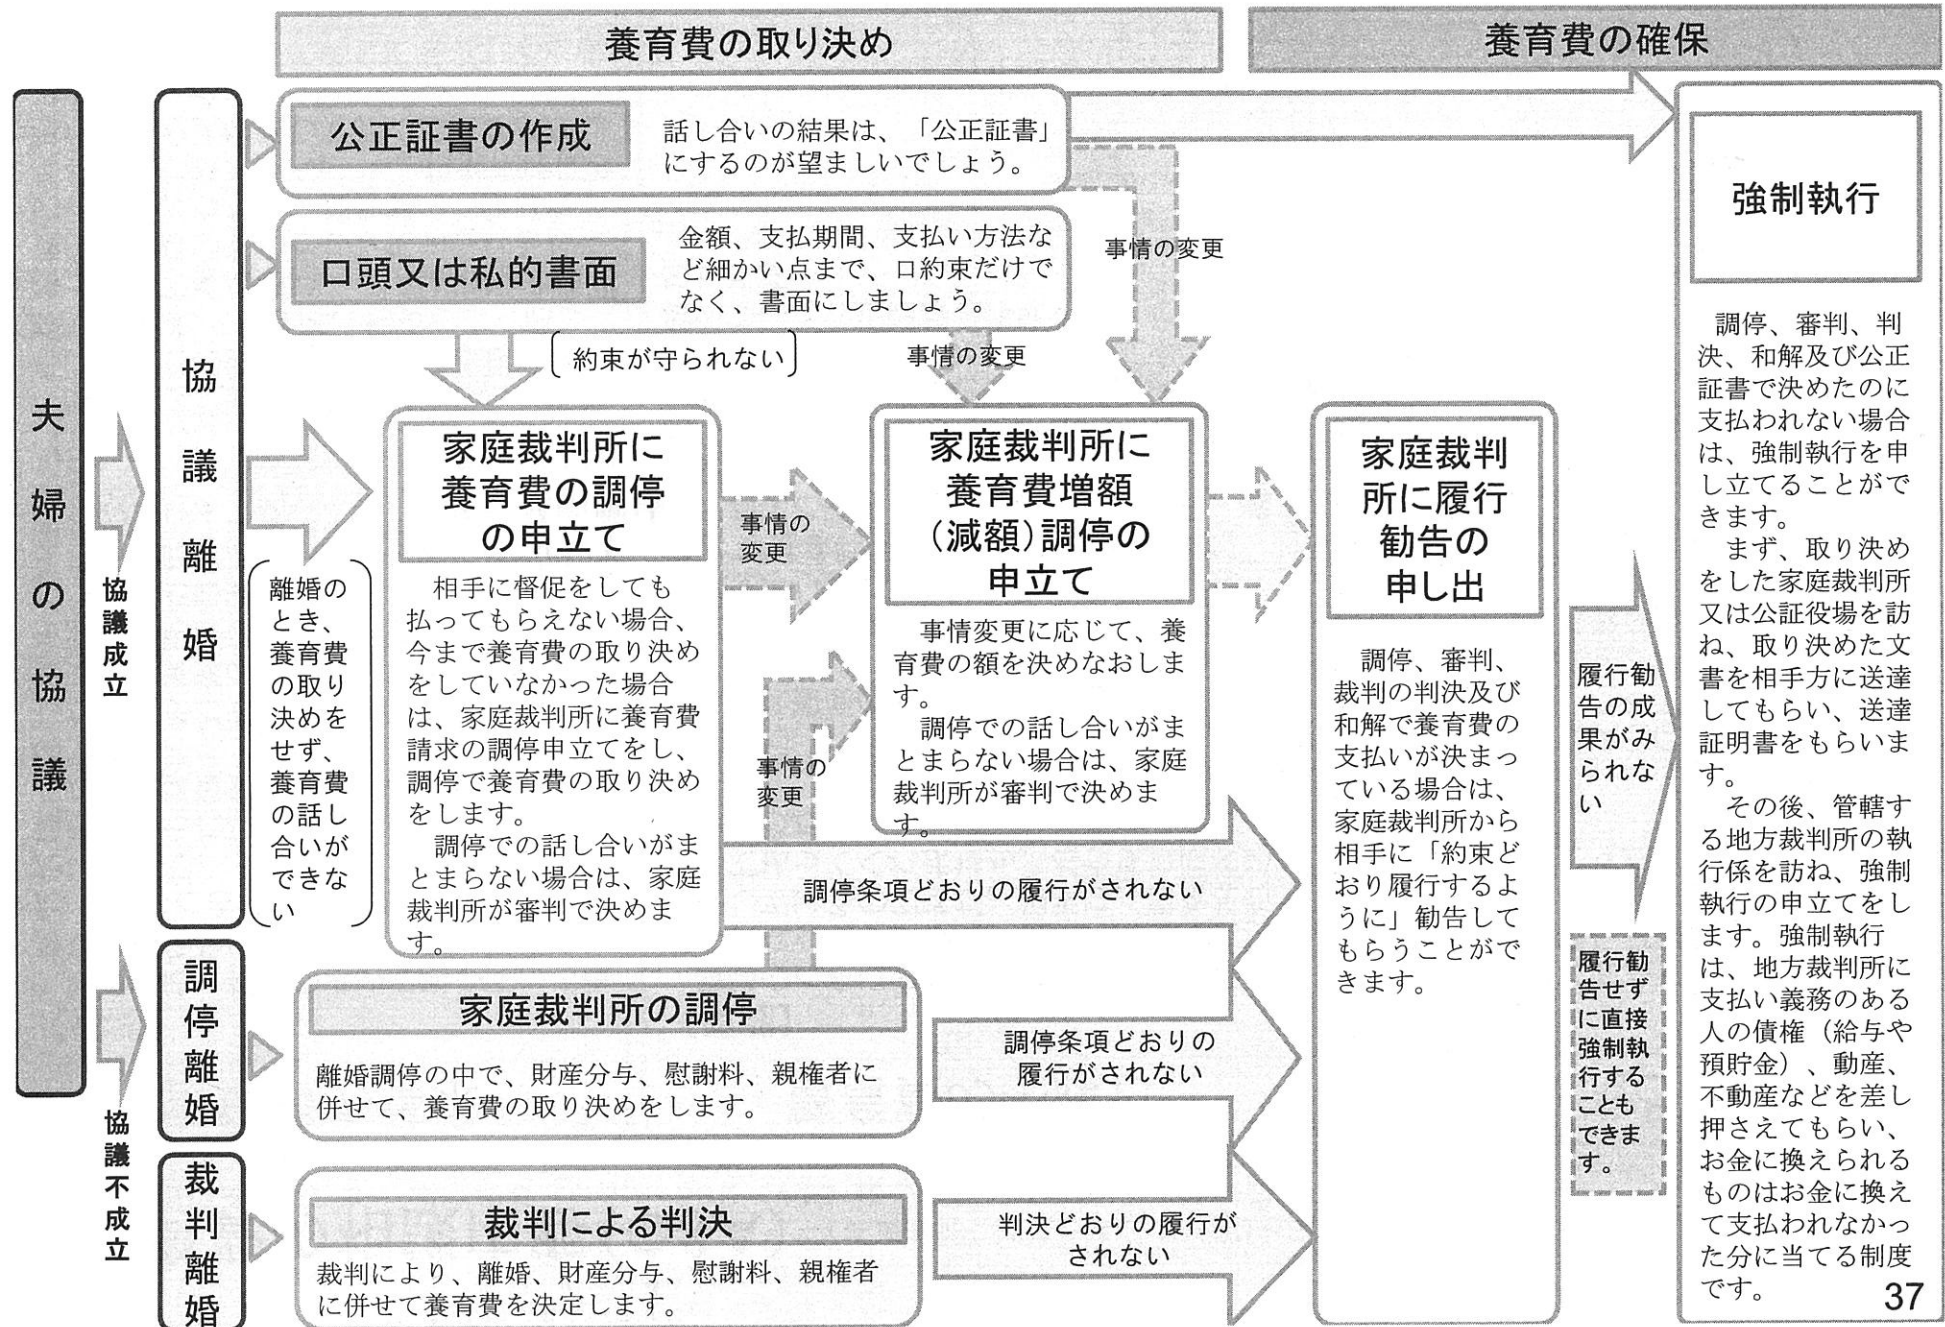 養育費の取り決め
養育費の確保
夫婦の協議
協議成立
協議不成立
協議離婚
調停離婚
裁判離婚
公正証書の作成
話し合いの結果は、「公正証書」
にするのが望ましいでしょう。
口頭又は私的書面
金額、支払期間、支払い方法な
ど細かい点まで、口約束だけで
なく、書面にしましょう。
約束が守られない
事情の変更
事情の変更
離婚の
とき、
養育費
の取り
決めを
せず、
養育費
の話し
合いが
できな
い
家庭裁判所に
養育費の調停
の申立て
相手に督促をしても
払ってもらえない場合、
今まで養育費の取り決め
をしていなかった場合
は、家庭裁判所に養育費
請求の調停申立てをし、
調停で養育費の取り決め
をします。
調停での話し合いがま
とまらない場合は、家庭
裁判所が審判で決めま
す。
事情の
変更
事情の
変更
家庭裁判所に
養育費増額
（減額）調停の
申立て
事情変更に応じて、養
育費の額を決めなおしま
す。
調停での話し合いがま
とまらない場合は、家庭
裁判所が審判で決めま
す。
調停条項どおりの履行がされない
家庭裁判所の調停
離婚調停の中で、財産分与、慰謝料、親権者に
併せて、養育費の取り決めをします。
調停条項どおりの
履行がされない
裁判による判決
裁判により、離婚、財産分与、慰謝料、親権者
に併せて養育費を決定します。
判決どおりの履行が
されない
家庭裁判
所に履行
勧告の
申し出
調停、審判、
裁判の判決及び
和解で養育費の
支払いが決まっ
ている場合は、
家庭裁判所から
相手に「約束ど
おり履行するよ
うに」勧告して
もらうことがで
きます。
履行勧
告の成
果がみ
られな
い
履行勧
告せず
に直接
強制執
行する
ことも
できま
す。
強制執行
調停、審判、判
決、和解及び公正
証書で決めたのに
支払われない場合
は、強制執行を申
し立てることがで
きます。
まず、取り決め
をした家庭裁判所
又は公証役場を訪
ね、取り決めた文
書を相手方に送達
してもらい、送達
証明書をもらいま
す。
その後、管轄す
る地方裁判所の執
行係を訪ね、強制
執行の申立てをし
ます。強制執行
は、地方裁判所に
支払い義務のある
人の債権（給与や
預貯金）、動産、
不動産などを差し
押さえてもらい、
お金に換えられる
ものはお金に換え
て支払われなかっ
た分に当てる制度
です。
37